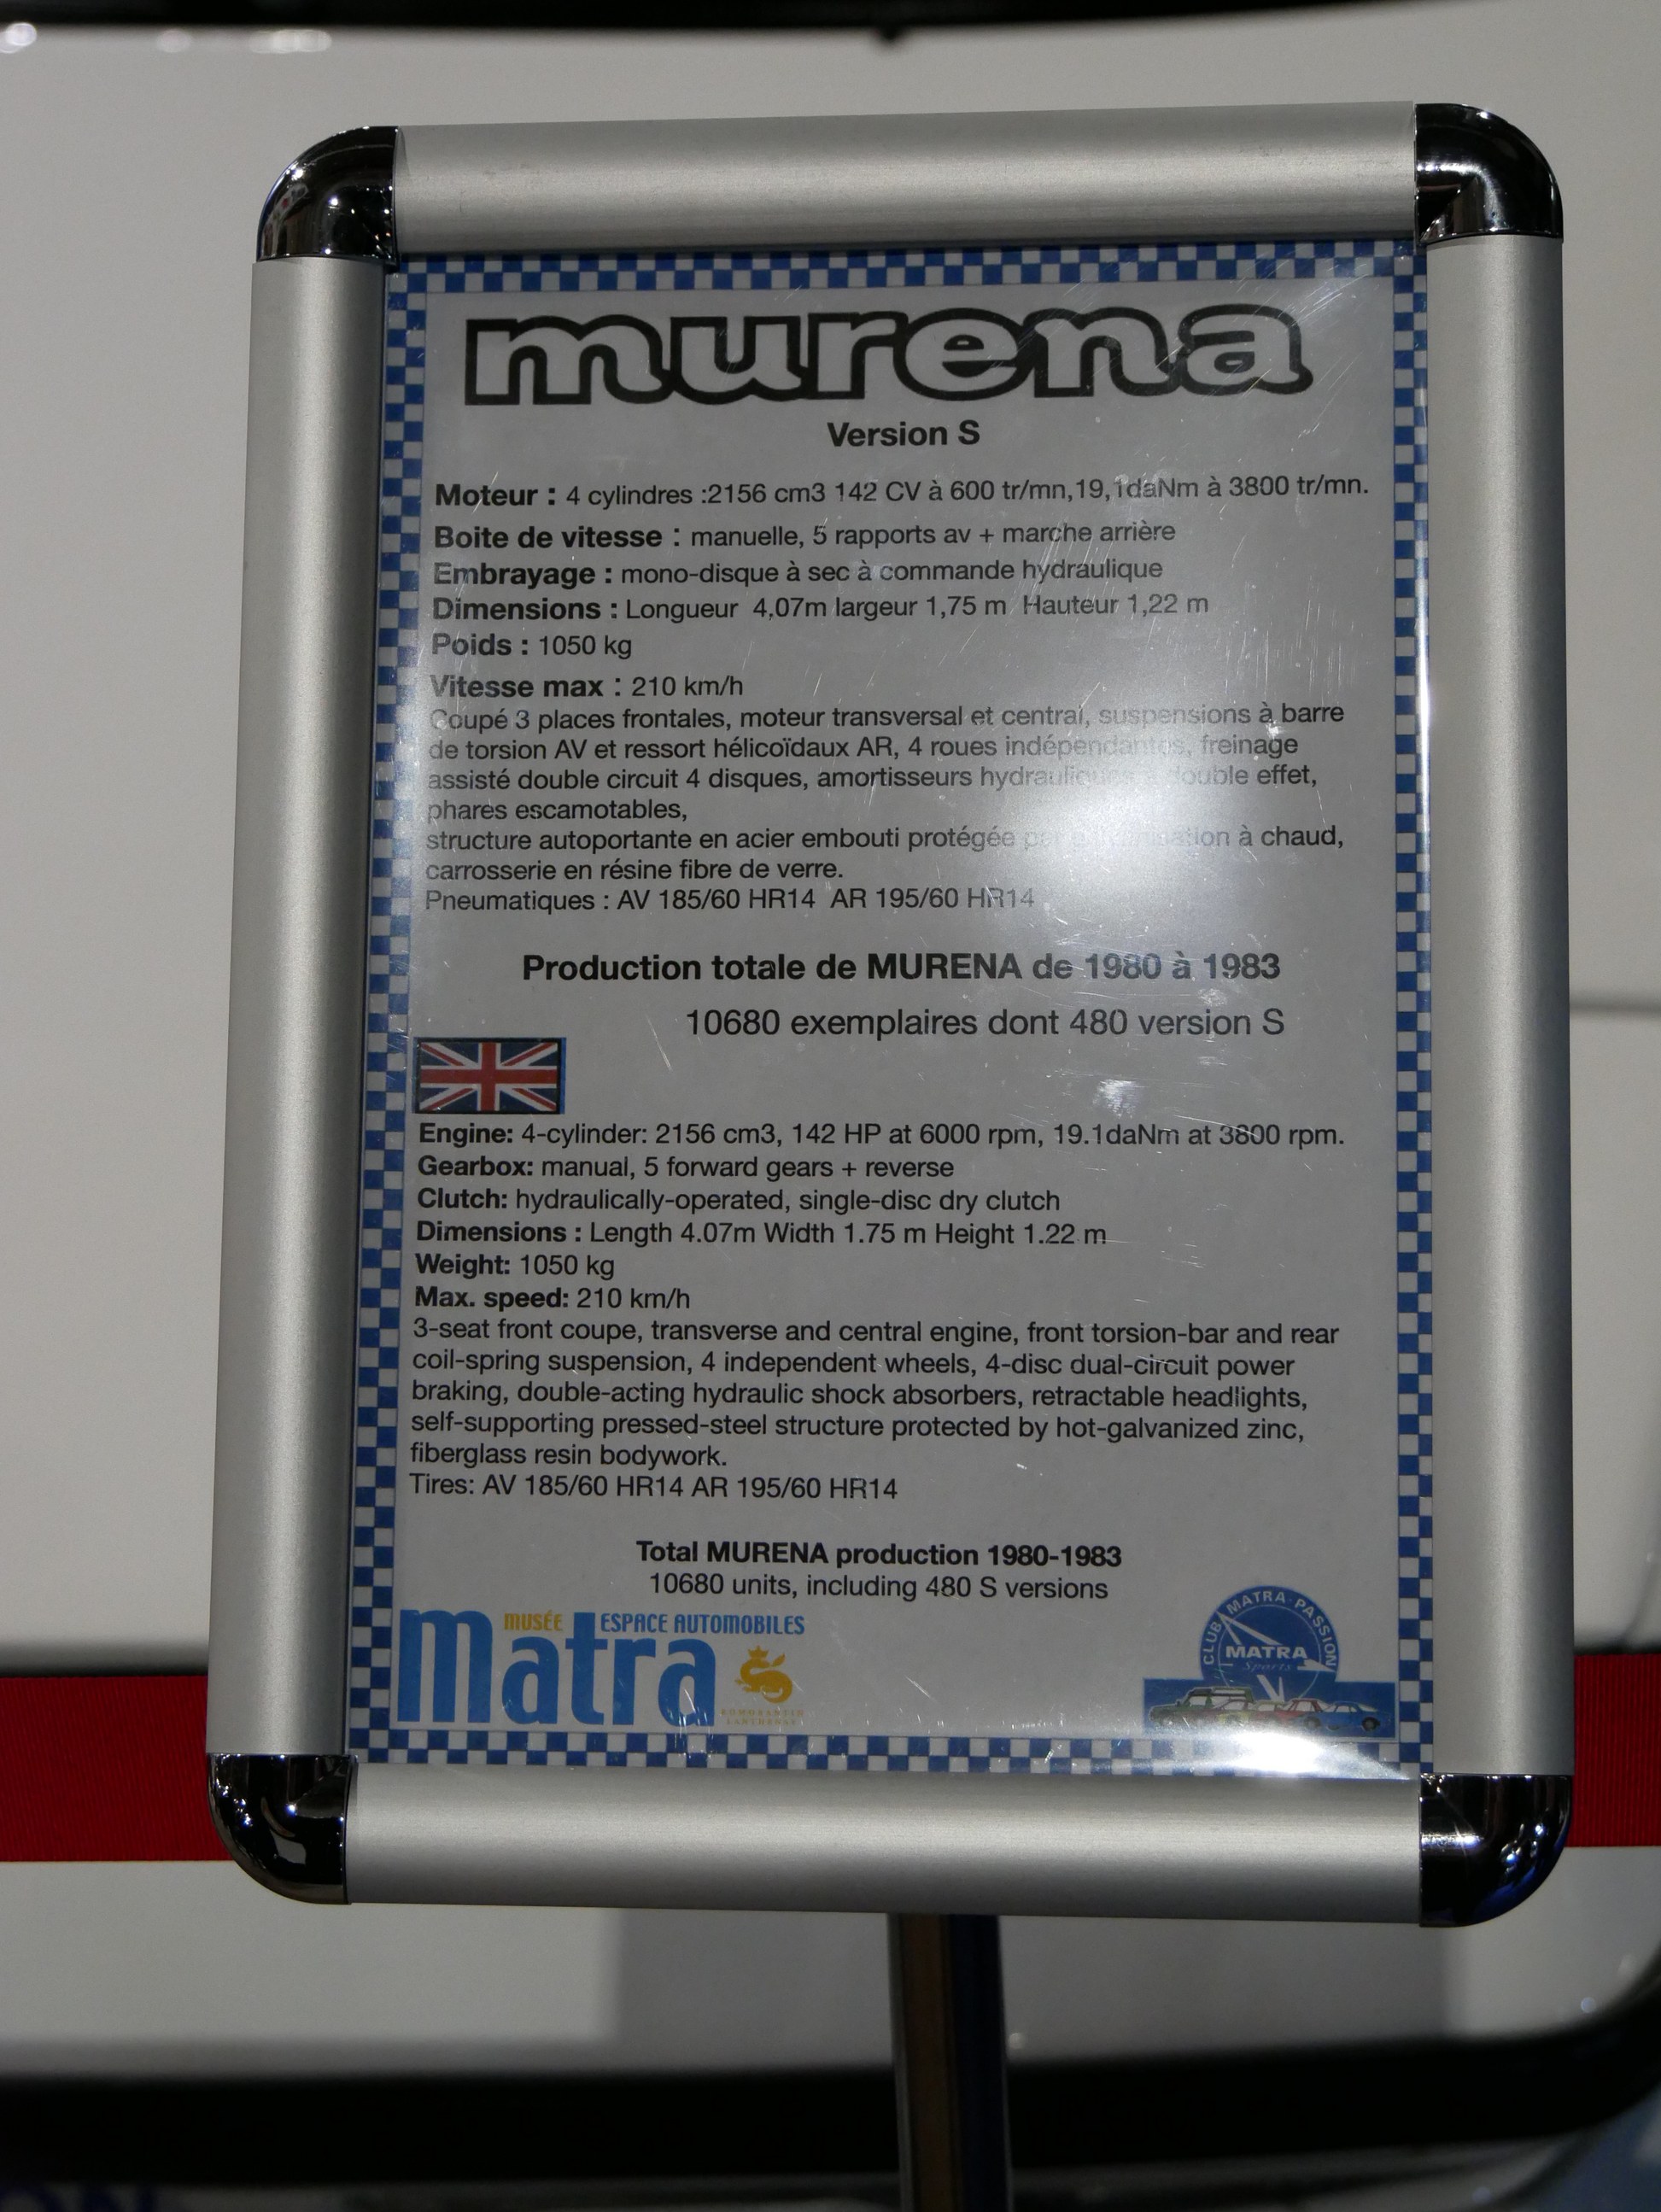 murena
Version S
Moteur : 4 cylindres :2156 cm3 142 CV à 600 tr/mn,19,1daNm à 3800 tr/mn.
Boite de vitesse : manuelle, 5 rapports av + marche arrière
Embrayage : mono-disque à sec à commande hydraulique
Dimensions : Longueur 4,07m largeur 1,75 m Hauteur 1,22 m
Poids : 1050 kg
Vitesse max : 210 km/h
Coupé 3 places frontales, moteur transversal et central, suspensions à barre
de torsion AV et ressort hélicoïdaux AR, 4 roues indépendantes, freinage
assisté double circuit 4 disques, amortisseurs hydrauliques à double effet,
phares escamotables,
structure autoportante en acier embouti protégée à chaud,
carrosserie en résine fibre de verre.
Pneumatiques : AV 185/60 HR14 AR 195/60 HR14
Production totale de MURENA de 1980 à 1983
10680 exemplaires dont 480 version S
Engine: 4-cylinder: 2156 cm3, 142 HP at 6000 rpm, 19.1daNm at 3800 rpm.
Gearbox: manual, 5 forward gears + reverse
Clutch: hydraulically-operated, single-disc dry clutch
Dimensions : Length 4.07m Width 1.75 m Height 1.22 m
Weight: 1050 kg
Max. speed: 210 km/h
3-seat front coupe, transverse and central engine, front torsion-bar and rear
coil-spring suspension, 4 independent wheels, 4-disc dual-circuit power
braking, double-acting hydraulic shock absorbers, retractable headlights,
self-supporting pressed-steel structure protected by hot-galvanized zinc,
fiberglass resin bodywork.
Tires: AV 185/60 HR14 AR 195/60 HR14
Total MURENA production 1980-1983
10680 units, including 480 S versions
MUSÉE ESPACE AUTOMOBILES
matra
ROMORANTIN
LANTHENAY
CLUB MATRA PASSION
MATRA
Sports